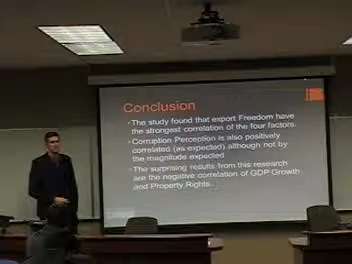 Conclusion
The study found that export Freedom have
the strongest correlation of the four factors.
Corruption Perception is also positively
correlated (as expected) although not by
the magnitude expected
The surprising results from this research
are the negative correlation of GDP Growth
and Property Rights.